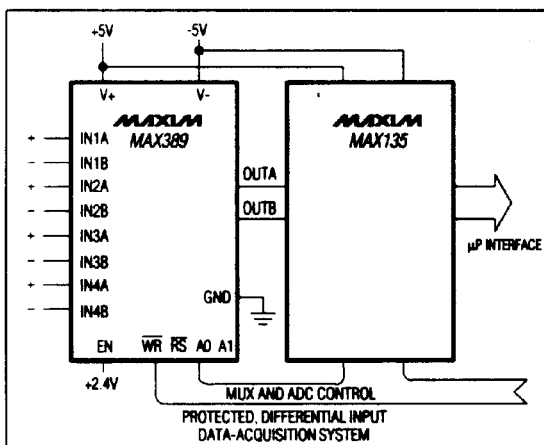 +5V
-5V
V+
V-
MAXIM
MAX389
MAXIM
MAX135
+ IN1A
- IN1B
+ IN2A
- IN2B
+ IN3A
- IN3B
+ IN4A
- IN4B
OUTA
OUTB
GND
µP INTERFACE
EN WR RS A0 A1
+2.4V
MUX AND ADC CONTROL
PROTECTED, DIFFERENTIAL INPUT
DATA-ACQUISITION SYSTEM